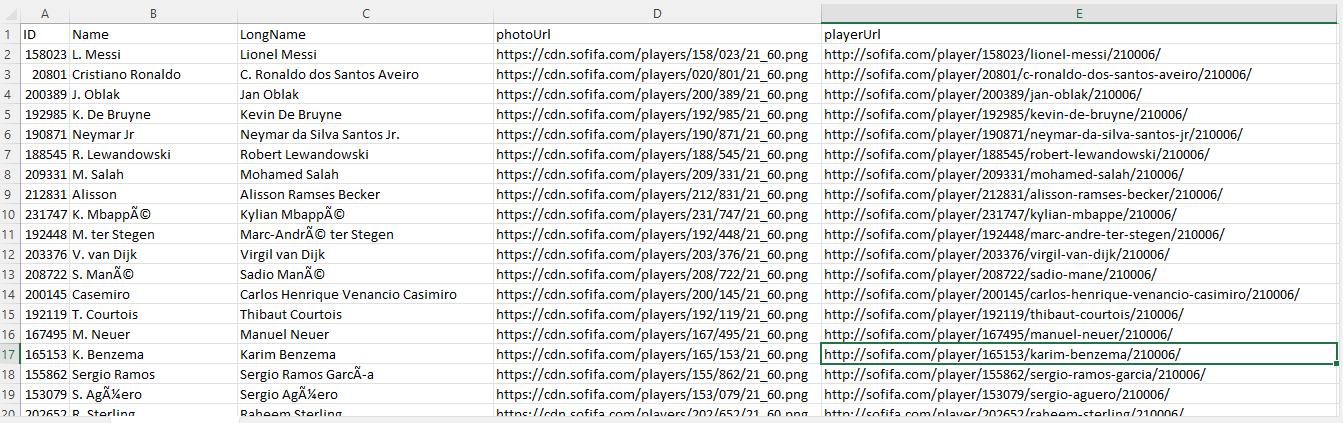 A B C D E
1 ID Name LongName photoUrl playerUrl
2 158023 L. Messi Lionel Messi https://cdn.sofifa.com/players/158/023/21_60.png http://sofifa.com/player/158023/lionel-messi/210006/
3 20801 Cristiano Ronaldo C. Ronaldo dos Santos Aveiro https://cdn.sofifa.com/players/020/801/21_60.png http://sofifa.com/player/20801/c-ronaldo-dos-santos-aveiro/210006/
4 200389 J. Oblak Jan Oblak https://cdn.sofifa.com/players/200/389/21_60.png http://sofifa.com/player/200389/jan-oblak/210006/
5 192985 K. De Bruyne Kevin De Bruyne https://cdn.sofifa.com/players/192/985/21_60.png http://sofifa.com/player/192985/kevin-de-bruyne/210006/
6 190871 Neymar Jr Neymar da Silva Santos Jr. https://cdn.sofifa.com/players/190/871/21_60.png http://sofifa.com/player/190871/neymar-da-silva-santos-jr/210006/
7 188545 R. Lewandowski Robert Lewandowski https://cdn.sofifa.com/players/188/545/21_60.png http://sofifa.com/player/188545/robert-lewandowski/210006/
8 209331 M. Salah Mohamed Salah https://cdn.sofifa.com/players/209/331/21_60.png http://sofifa.com/player/209331/mohamed-salah/210006/
9 212831 Alisson Alisson Ramses Becker https://cdn.sofifa.com/players/212/831/21_60.png http://sofifa.com/player/212831/alisson-ramses-becker/210006/
10 231747 K. MbappÃ© Kylian MbappÃ© https://cdn.sofifa.com/players/231/747/21_60.png http://sofifa.com/player/231747/kylian-mbappe/210006/
11 192448 M. ter Stegen Marc-AndrÃ© ter Stegen https://cdn.sofifa.com/players/192/448/21_60.png http://sofifa.com/player/192448/marc-andre-ter-stegen/210006/
12 203376 V. van Dijk Virgil van Dijk https://cdn.sofifa.com/players/203/376/21_60.png http://sofifa.com/player/203376/virgil-van-dijk/210006/
13 208722 S. ManÃ© Sadio ManÃ© https://cdn.sofifa.com/players/208/722/21_60.png http://sofifa.com/player/208722/sadio-mane/210006/
14 200145 Casemiro Carlos Henrique Venancio Casimiro https://cdn.sofifa.com/players/200/145/21_60.png http://sofifa.com/player/200145/carlos-henrique-venancio-casimiro/210006/
15 192119 T. Courtois Thibaut Courtois https://cdn.sofifa.com/players/192/119/21_60.png http://sofifa.com/player/192119/thibaut-courtois/210006/
16 167495 M. Neuer Manuel Neuer https://cdn.sofifa.com/players/167/495/21_60.png http://sofifa.com/player/167495/manuel-neuer/210006/
17 165153 K. Benzema Karim Benzema https://cdn.sofifa.com/players/165/153/21_60.png http://sofifa.com/player/165153/karim-benzema/210006/
18 155862 Sergio Ramos Sergio Ramos GarcÃ-a https://cdn.sofifa.com/players/155/862/21_60.png http://sofifa.com/player/155862/sergio-ramos-garcia/210006/
19 153079 S. AgÃ¼ero Sergio AgÃ¼ero https://cdn.sofifa.com/players/153/079/21_60.png http://sofifa.com/player/153079/sergio-aguero/210006/
20 202652 R. Sterling Raheem Sterling https://cdn.sofifa.com/players/202/652/21_60.png http://sofifa.com/player/202652/raheem-sterling/210006/